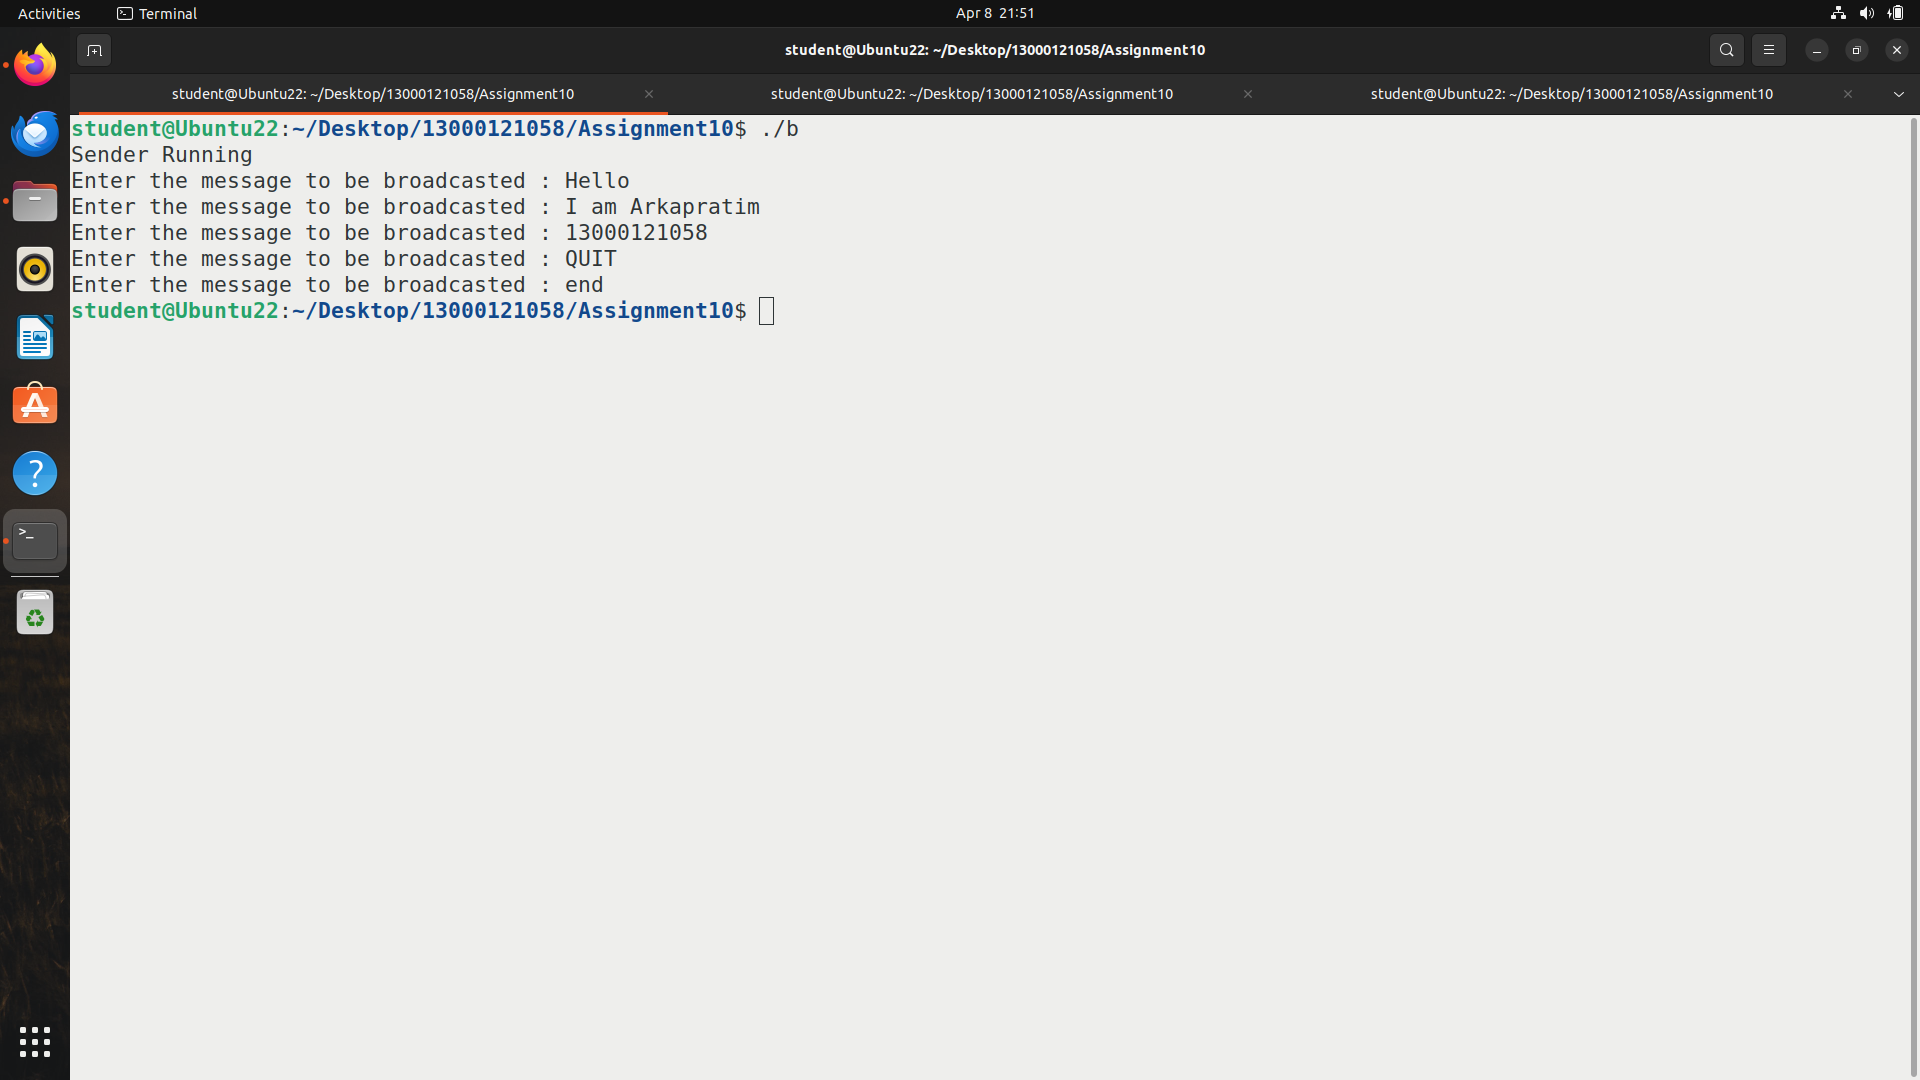 Activities
Terminal
Apr 8 21:51
student@Ubuntu22: ~/Desktop/13000121058/Assignment10
student@Ubuntu22: ~/Desktop/13000121058/Assignment10
student@Ubuntu22: ~/Desktop/13000121058/Assignment10
student@Ubuntu22: ~/Desktop/13000121058/Assignment10
student@Ubuntu22:~/Desktop/13000121058/Assignment10$ ./b
Sender Running
Enter the message to be broadcasted : Hello
Enter the message to be broadcasted : I am Arkapratim
Enter the message to be broadcasted : 13000121058
Enter the message to be broadcasted : QUIT
Enter the message to be broadcasted : end
student@Ubuntu22:~/Desktop/13000121058/Assignment10$